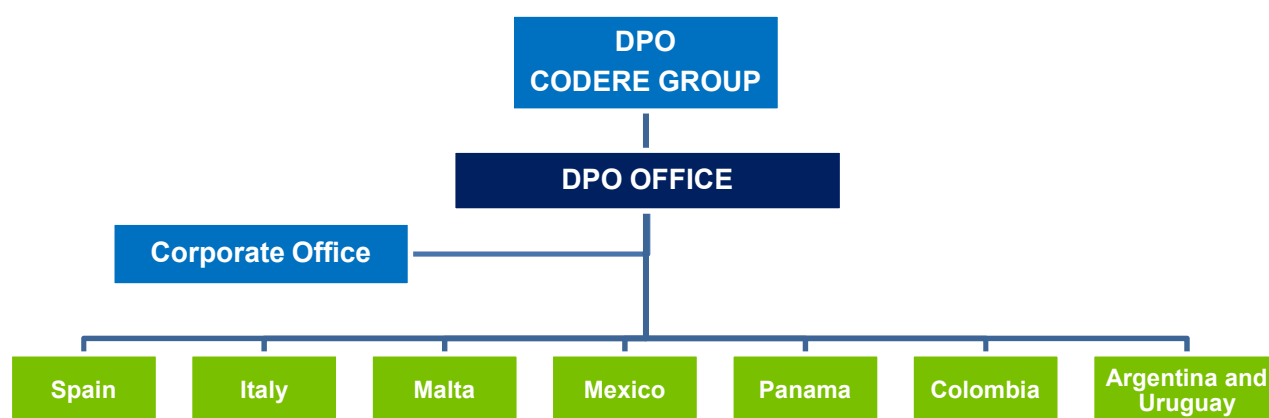 DPO
CODERE GROUP
DPO OFFICE
Corporate Office
Spain
Italy
Malta
Mexico
Panama
Colombia
Argentina and
Uruguay